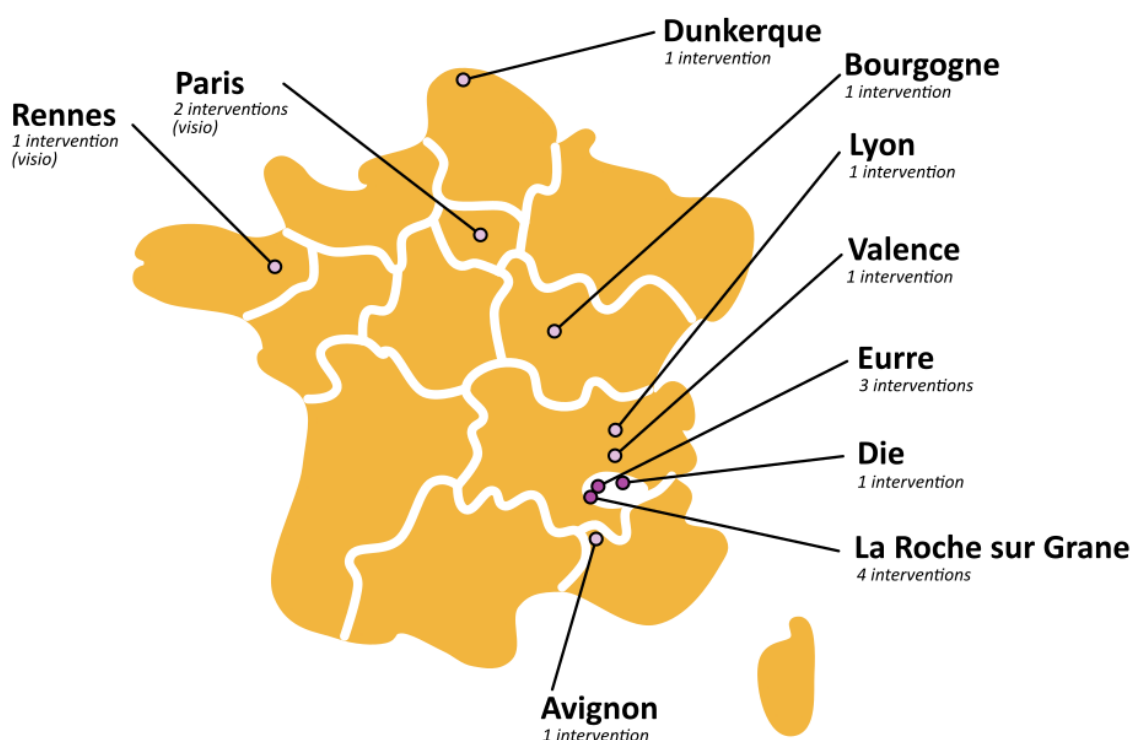 Dunkerque
1 intervention
Bourgogne
1 intervention
Paris
2 interventions
(visio)
Rennes
1 intervention
(visio)
Lyon
1 intervention
Valence
1 intervention
Eurre
3 interventions
Die
1 intervention
La Roche sur Grane
4 interventions
Avignon
1 intervention